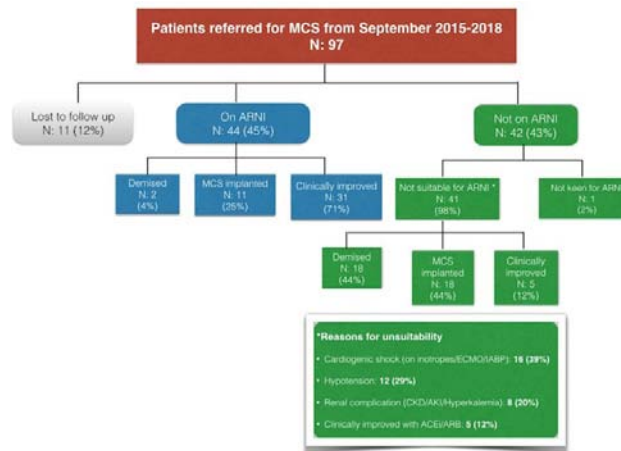 Patients referred for MCS from September 2015-2018
N: 97
Lost to follow up
N: 11 (12%)
On ARNI
N: 44 (45%)
Not on ARNI
N: 42 (43%)
Demised
N: 2
(4%)
MCS implanted
N: 11
(25%)
Clinically improved
N: 31
(71%)
Not suitable for ARNI *
N: 41
(98%)
Not keen for ARNI
N: 1
(2%)
Demised
N: 18
(44%)
MCS
implanted
N: 18
(44%)
Clinically
improved
N: 5
(12%)
*Reasons for unsuitability
• Cardiogenic shock (on inotropes/ECMO/IABP): 16 (39%)
• Hypotension: 12 (29%)
• Renal complication (CKD/AKI/Hyperkalemia): 8 (20%)
• Clinically improved with ACEi/ARB: 5 (12%)